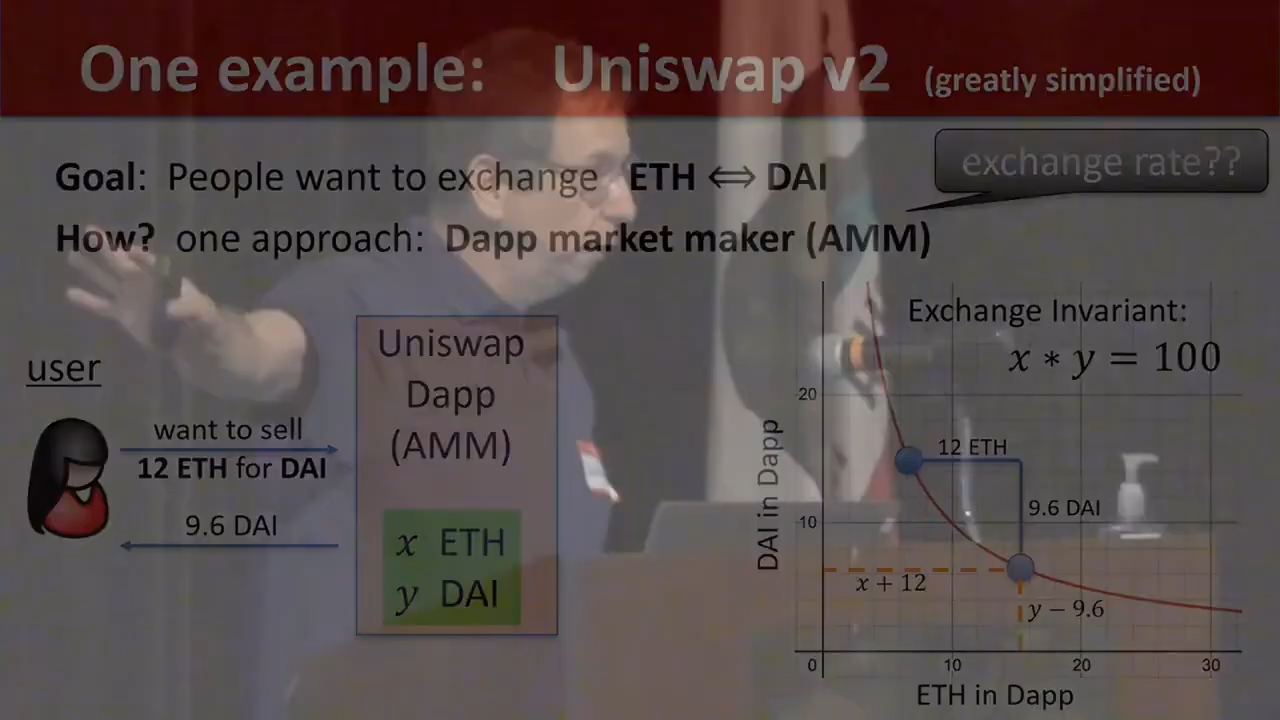 One example: Uniswap v2 (greatly simplified)
exchange rate??
Goal: People want to exchange ETH ⟺ DAI
How? one approach: Dapp market maker (AMM)
user
want to sell
12 ETH for DAI
9.6 DAI
Uniswap
Dapp
(AMM)
x ETH
y DAI
Exchange Invariant:
x * y = 100
DAI in Dapp
20
10
12 ETH
9.6 DAI
x + 12
y − 9.6
0
10
20
30
ETH in Dapp